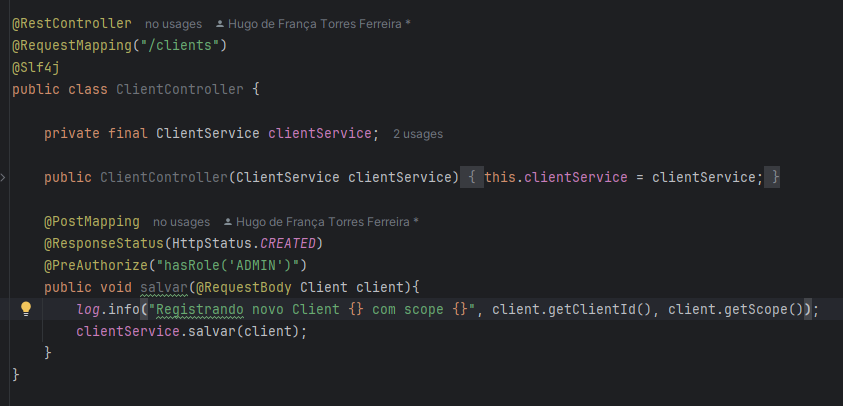 @RestController no usages Hugo de França Torres Ferreira *
@RequestMapping("/clients")
@Slf4j
public class ClientController {
private final ClientService clientService; 2 usages
public ClientController(ClientService clientService) { this.clientService = clientService; }
@PostMapping no usages Hugo de França Torres Ferreira *
@ResponseStatus(HttpStatus.CREATED)
@PreAuthorize("hasRole('ADMIN')")
public void salvar(@RequestBody Client client){
log.info("Registrando novo Client {} com scope {}", client.getClientId(), client.getScope());
clientService.salvar(client);
}
}